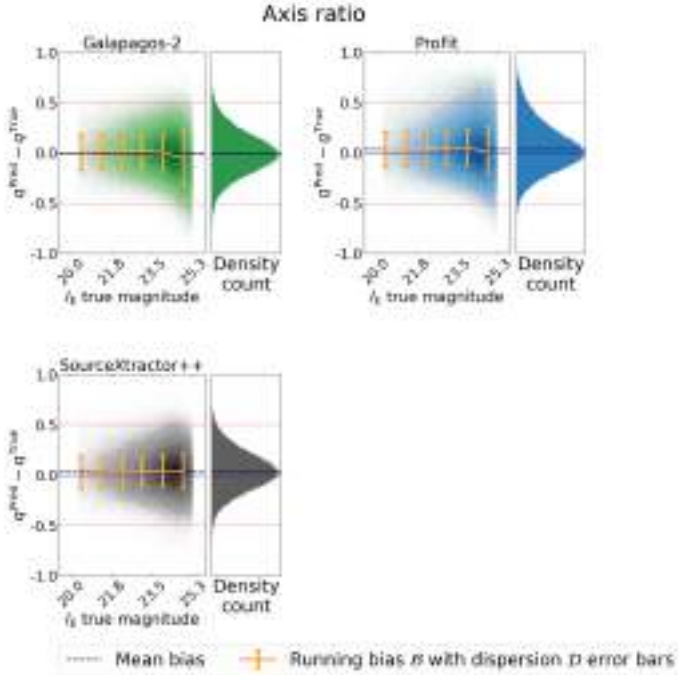 Axis ratio
Galapagos-2
Profit
1.0
0.5
0.0
-0.5
-1.0
q^Pred − q^True
20.0
21.8
23.5
25.3
I_E true magnitude
Density
count
1.0
0.5
0.0
-0.5
-1.0
q^Pred − q^True
20.0
21.8
23.5
25.3
I_E true magnitude
Density
count
SourceXtractor++
1.0
0.5
0.0
-0.5
-1.0
q^Pred − q^True
20.0
21.8
23.5
25.3
I_E true magnitude
Density
count
Mean bias
Running bias B with dispersion D error bars